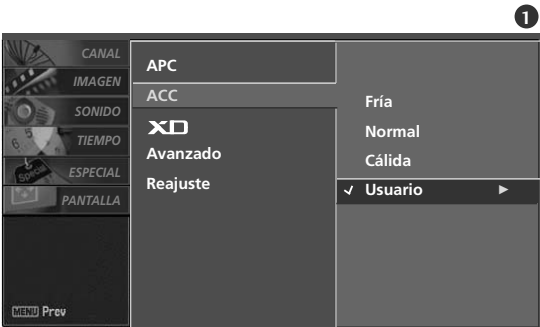 1
CANAL
IMAGEN
SONIDO
TIEMPO
ESPECIAL
PANTALLA
MENU Prev
APC
ACC
XD
Avanzado
Reajuste
Fría
Normal
Cálida
✓ Usuario ►